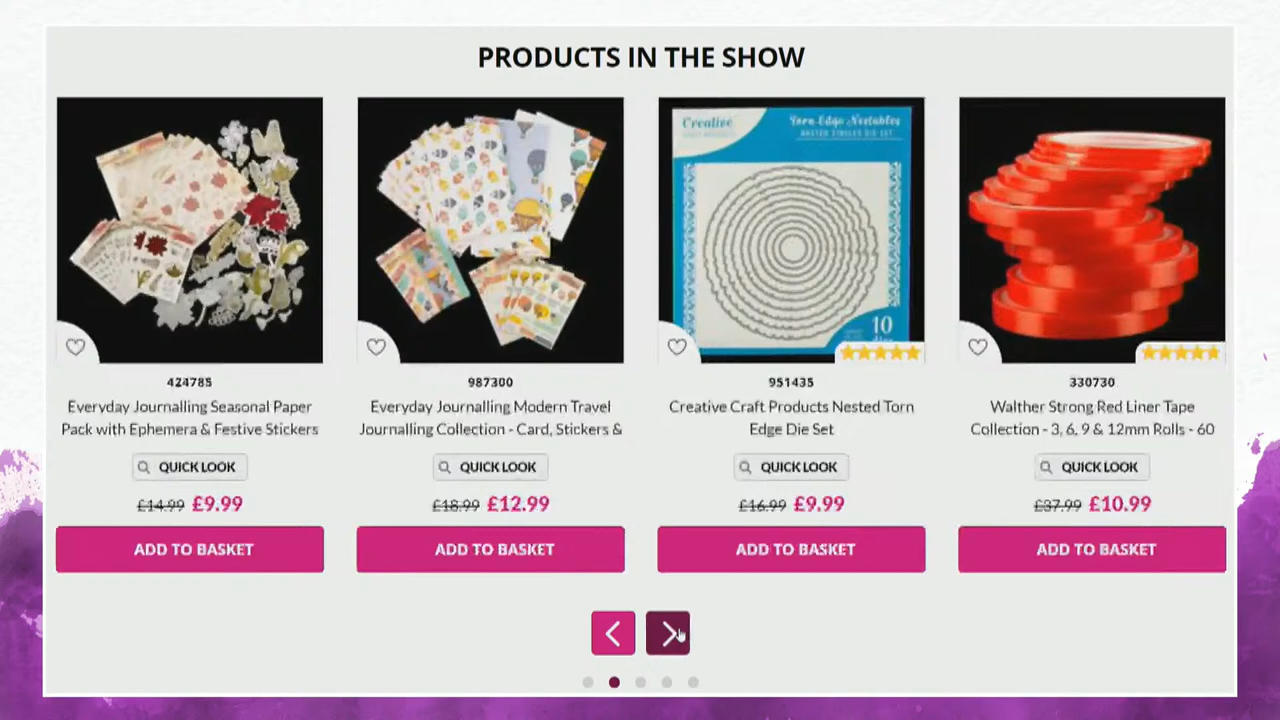 PRODUCTS IN THE SHOW
Creative
Torn-Edge Nestables
NESTED SINGLES DIE SET
10
424785
987300
951435
330730
Everyday Journalling Seasonal Paper
Pack with Ephemera & Festive Stickers
Everyday Journalling Modern Travel
Journalling Collection - Card, Stickers &
Creative Craft Products Nested Torn
Edge Die Set
Walther Strong Red Liner Tape
Collection - 3, 6, 9 & 12mm Rolls - 60
QUICK LOOK
QUICK LOOK
QUICK LOOK
QUICK LOOK
£14.99 £9.99
£18.99 £12.99
£16.99 £9.99
£37.99 £10.99
ADD TO BASKET
ADD TO BASKET
ADD TO BASKET
ADD TO BASKET